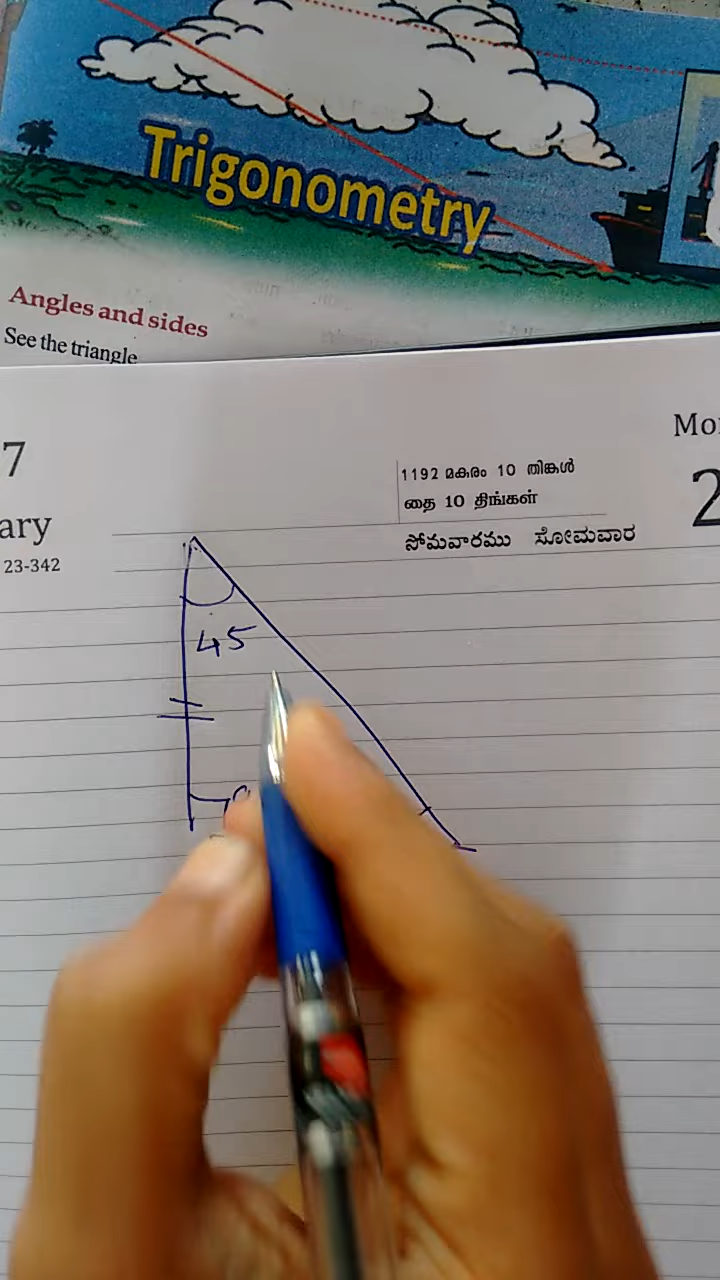 Trigonometry
Angles and sides
See the triangle
7
ary
23-342
1192 മകരം 10 തിങ്കൾ
தை 10 திங்கள்
సోమవారము ಸೋಮವಾರ
Mo
2
45